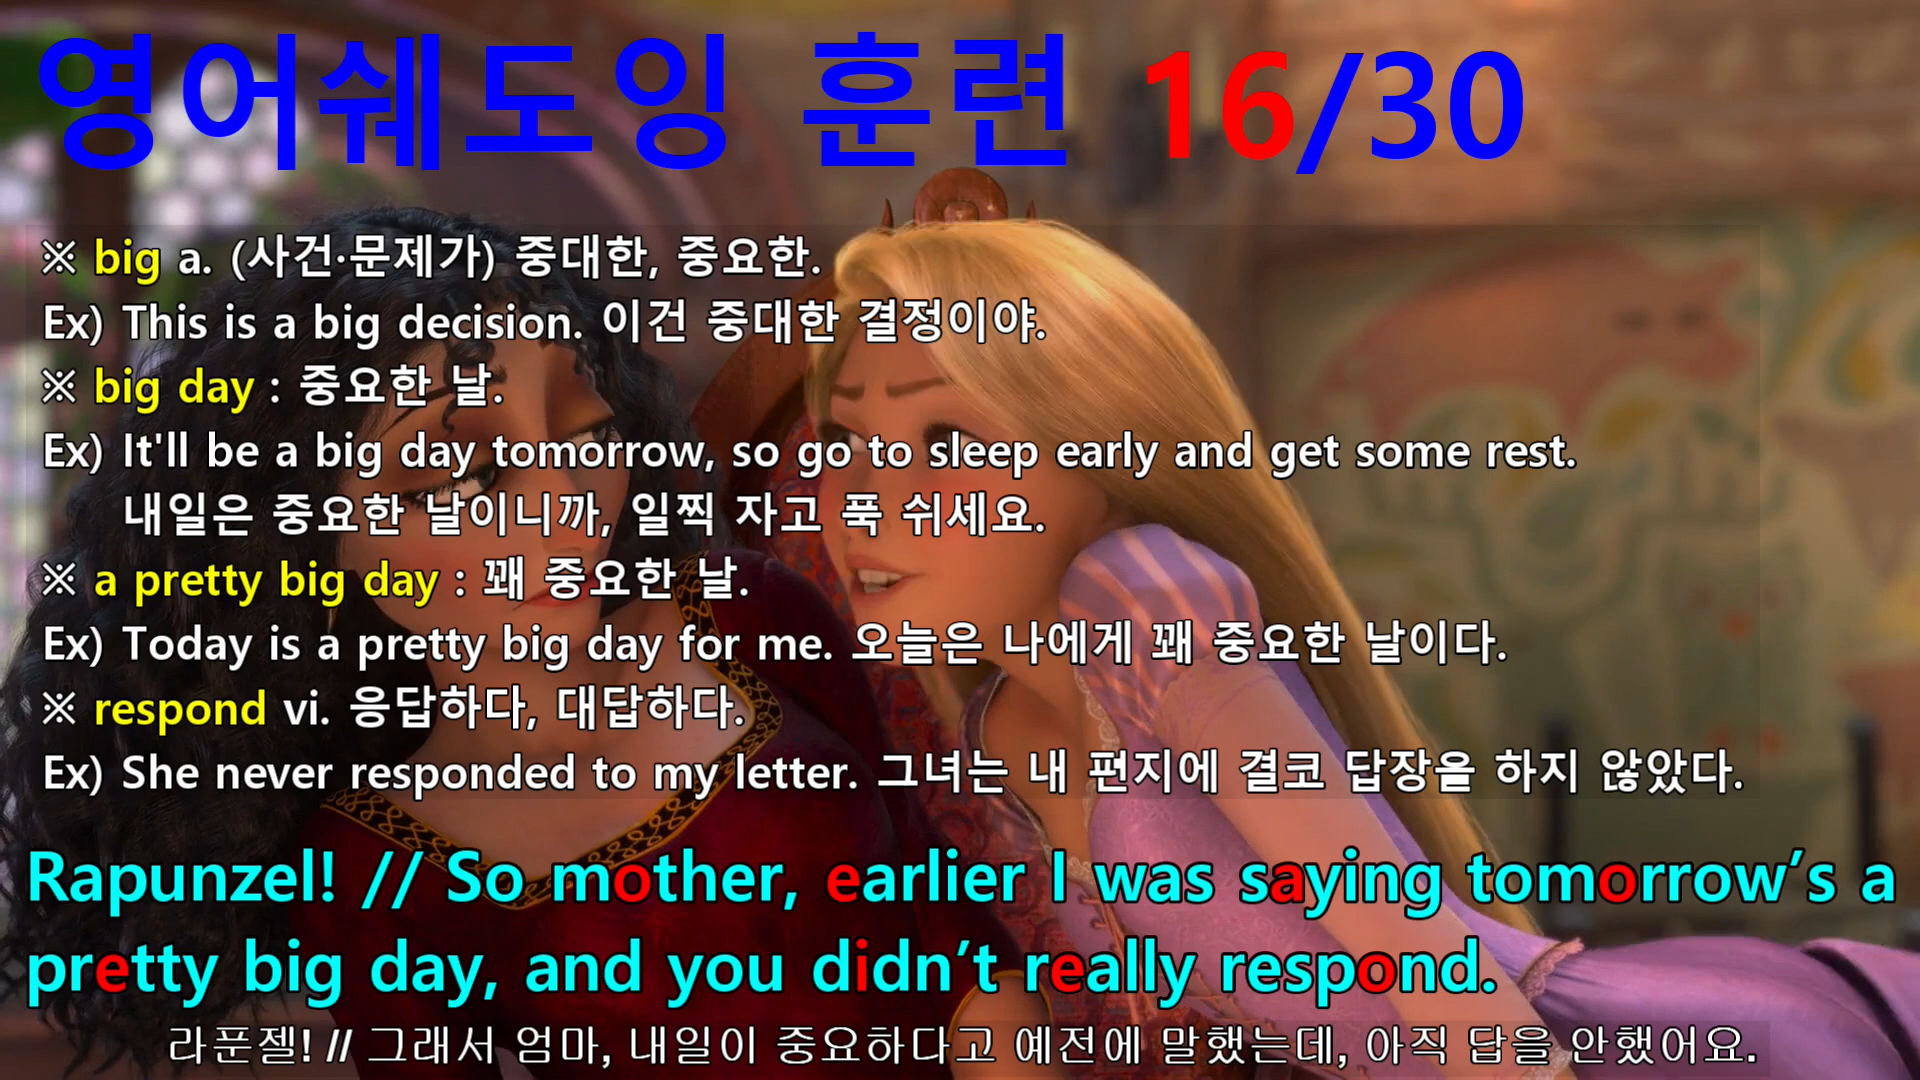 영어쉐도잉 훈련 16/30
※ big a. (사건·문제가) 중대한, 중요한.
Ex) This is a big decision. 이건 중대한 결정이야.
※ big day : 중요한 날.
Ex) It'll be a big day tomorrow, so go to sleep early and get some rest.
내일은 중요한 날이니까, 일찍 자고 푹 쉬세요.
※ a pretty big day : 꽤 중요한 날.
Ex) Today is a pretty big day for me. 오늘은 나에게 꽤 중요한 날이다.
※ respond vi. 응답하다, 대답하다.
Ex) She never responded to my letter. 그녀는 내 편지에 결코 답장을 하지 않았다.
Rapunzel! // So mother, earlier I was saying tomorrow’s a
pretty big day, and you didn’t really respond.
라푼젤! // 그래서 엄마, 내일이 중요하다고 예전에 말했는데, 아직 답을 안했어요.